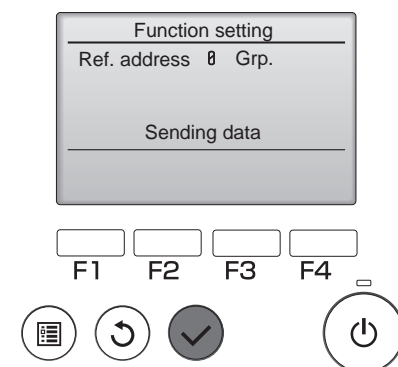 Function setting
Ref. address 0 Grp.
Sending data
F1 F2 F3 F4